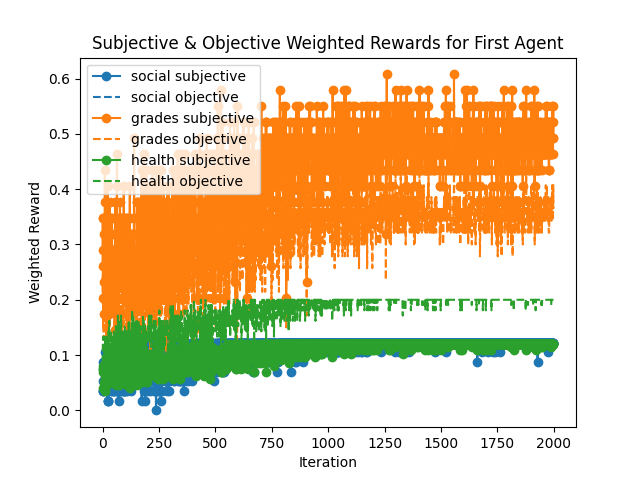 Subjective & Objective Weighted Rewards for First Agent
0.6
0.5
0.4
0.3
0.2
0.1
0.0
Weighted Reward
social subjective
social objective
grades subjective
grades objective
health subjective
health objective
0
250
500
750
1000
1250
1500
1750
2000
Iteration